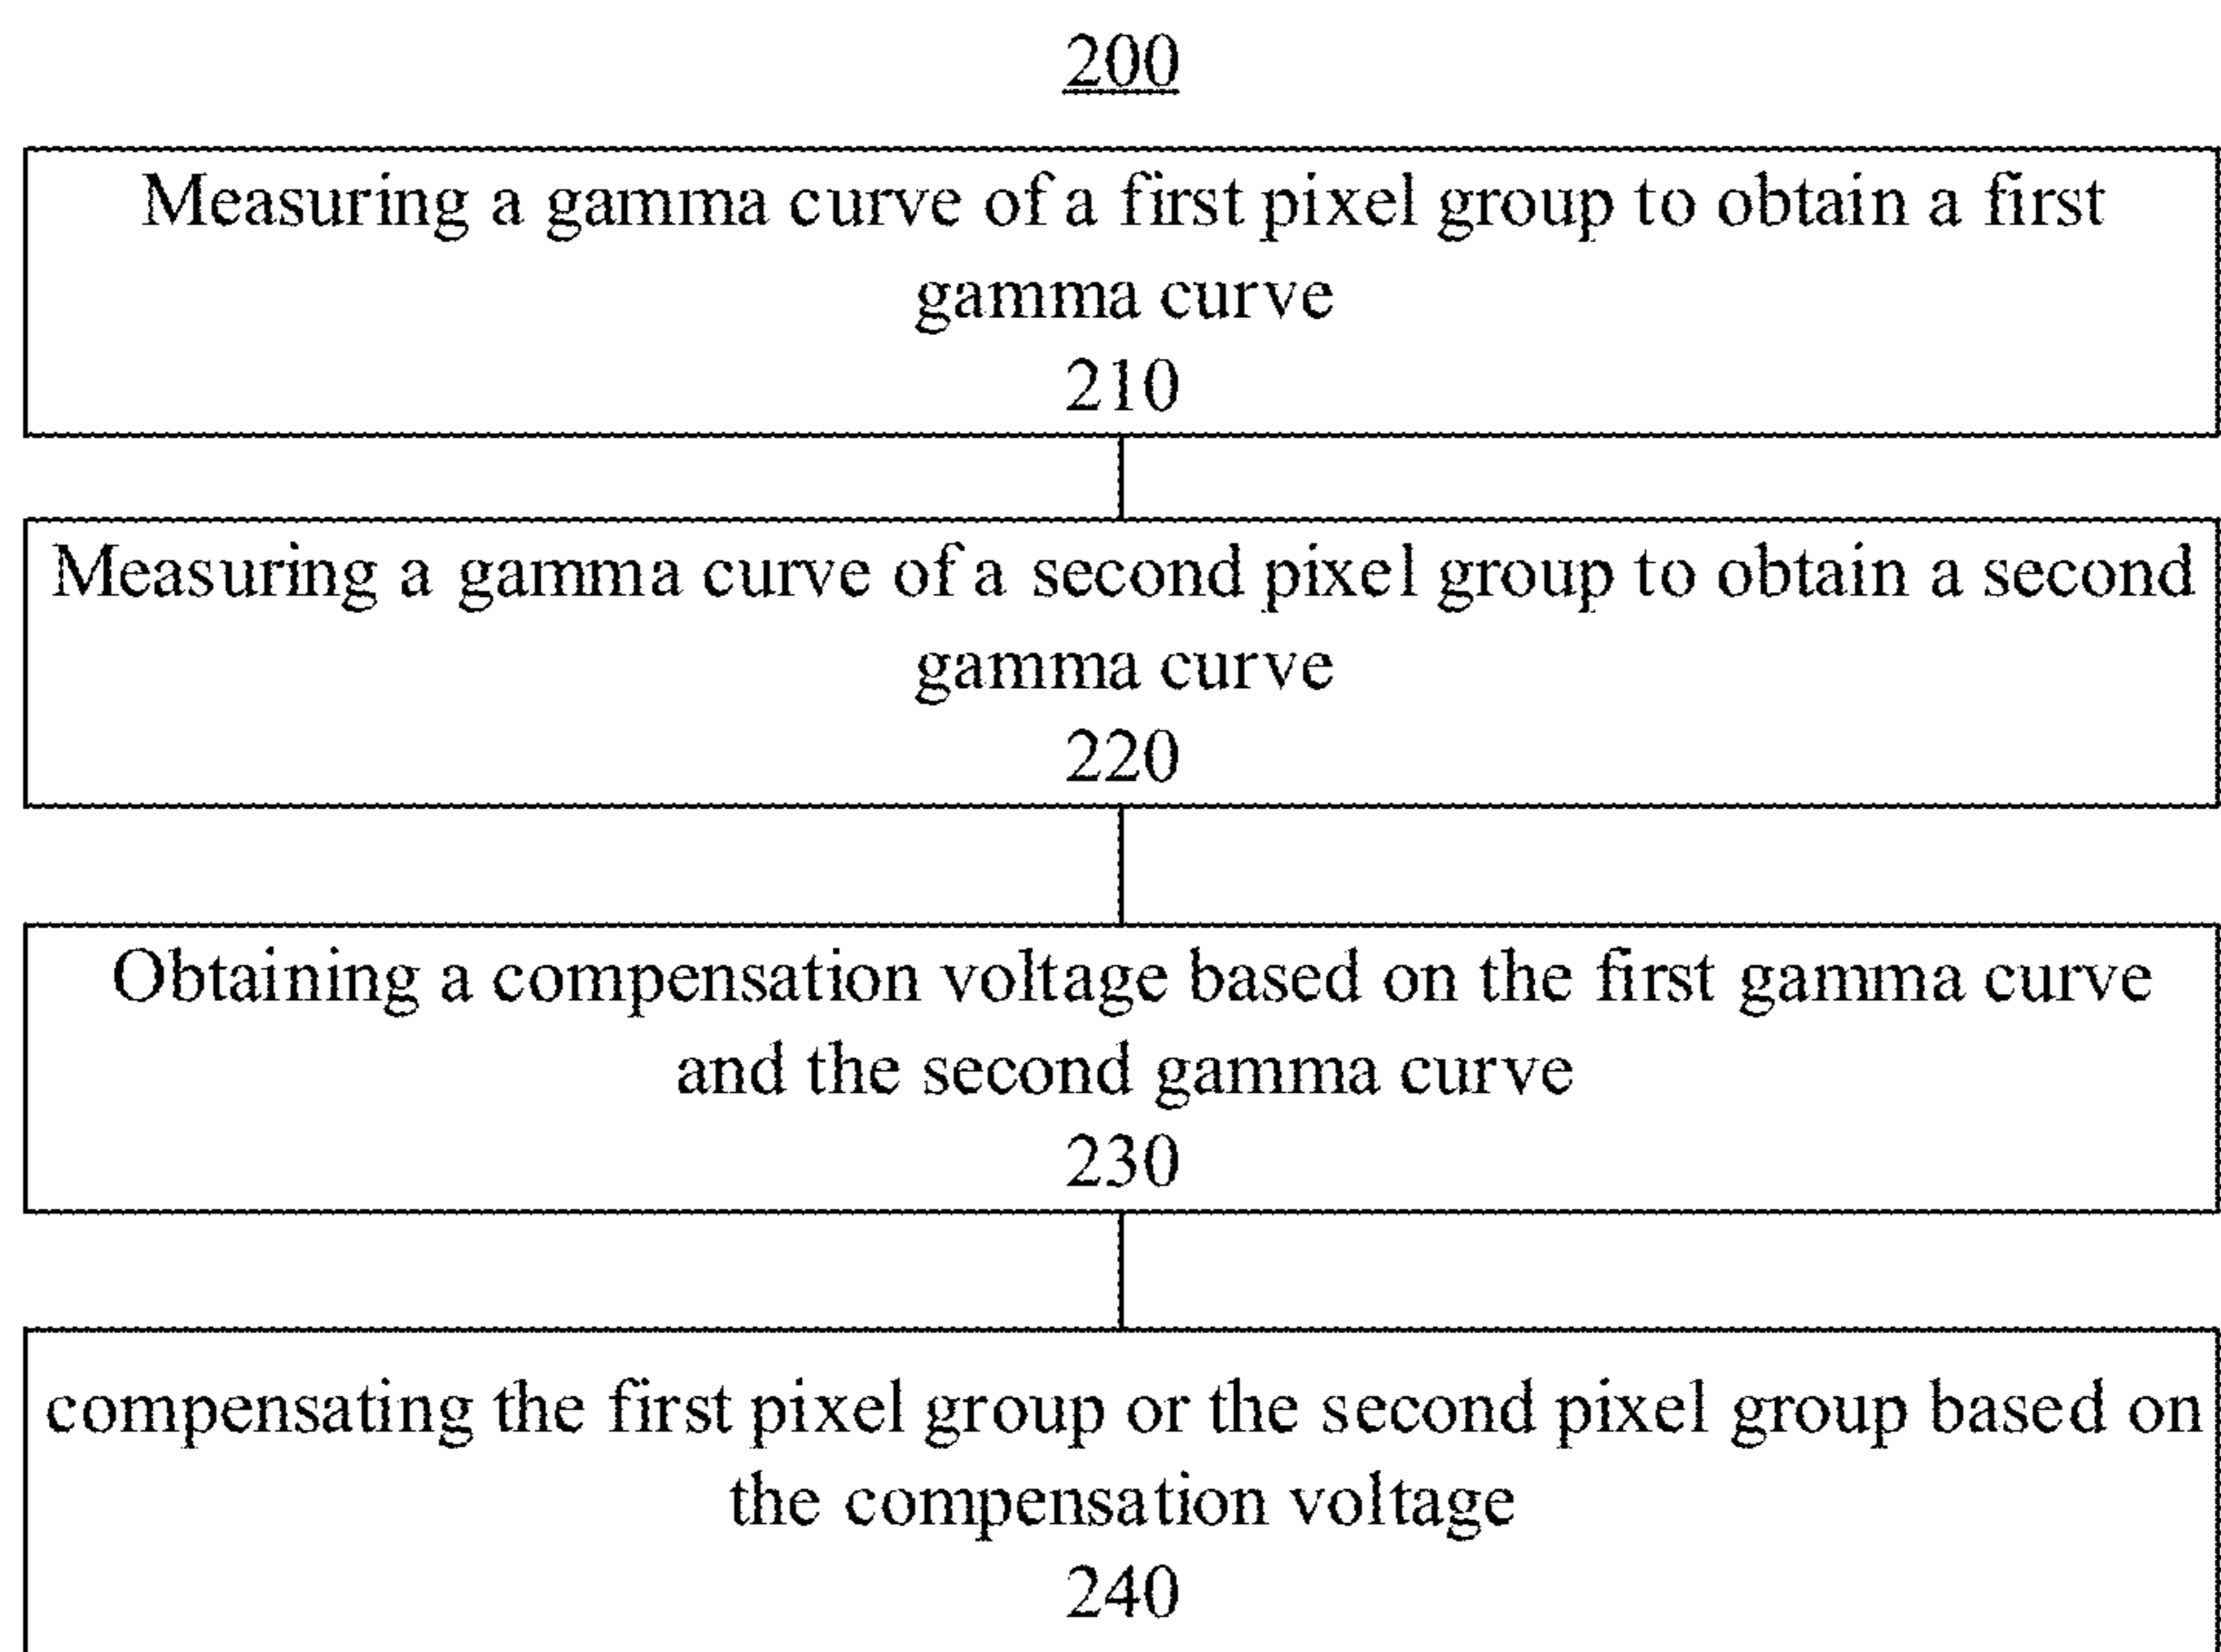 200
Measuring a gamma curve of a first pixel group to obtain a first
gamma curve
210
Measuring a gamma curve of a second pixel group to obtain a second
gamma curve
220
Obtaining a compensation voltage based on the first gamma curve
and the second gamma curve
230
compensating the first pixel group or the second pixel group based on
the compensation voltage
240